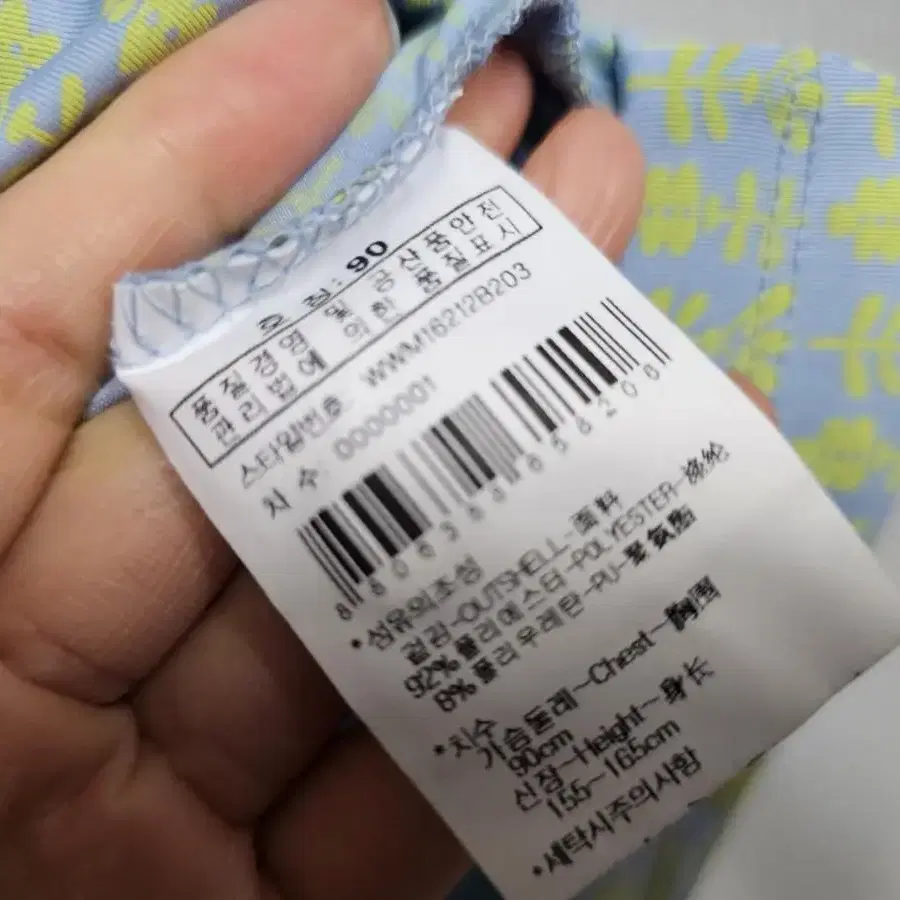 호 칭: 90
품질경영 및 공산품안전
관리법에 의한 품질표시
스타일번호 WWM16212B203
치 수: 0000001
*섬유의조성
겉감-OUTSHELL-面料
92% 폴리에스터-POLYESTER-涤纶
8% 폴리우레탄-PU-聚氨酯
*치수
가슴둘레-Chest-胸围
90cm
신장-Height-身长
155~165cm
*세탁시주의사항